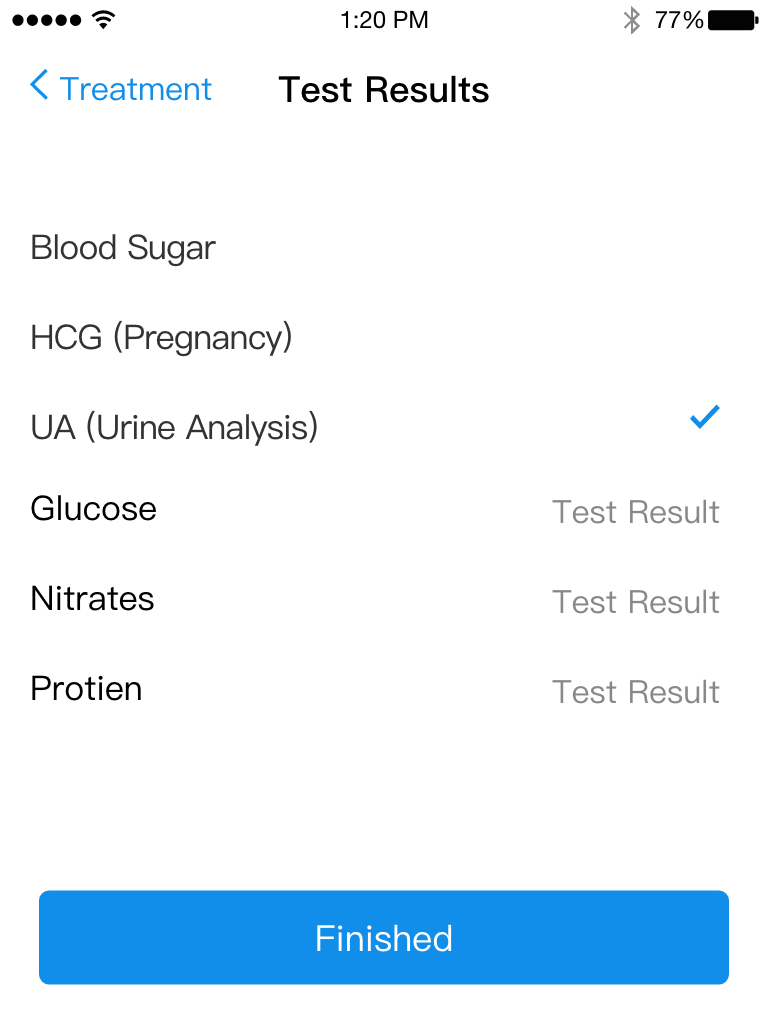 1:20 PM 77%
Treatment Test Results
Blood Sugar
HCG (Pregnancy)
UA (Urine Analysis)
Glucose Test Result
Nitrates Test Result
Protien Test Result
Finished